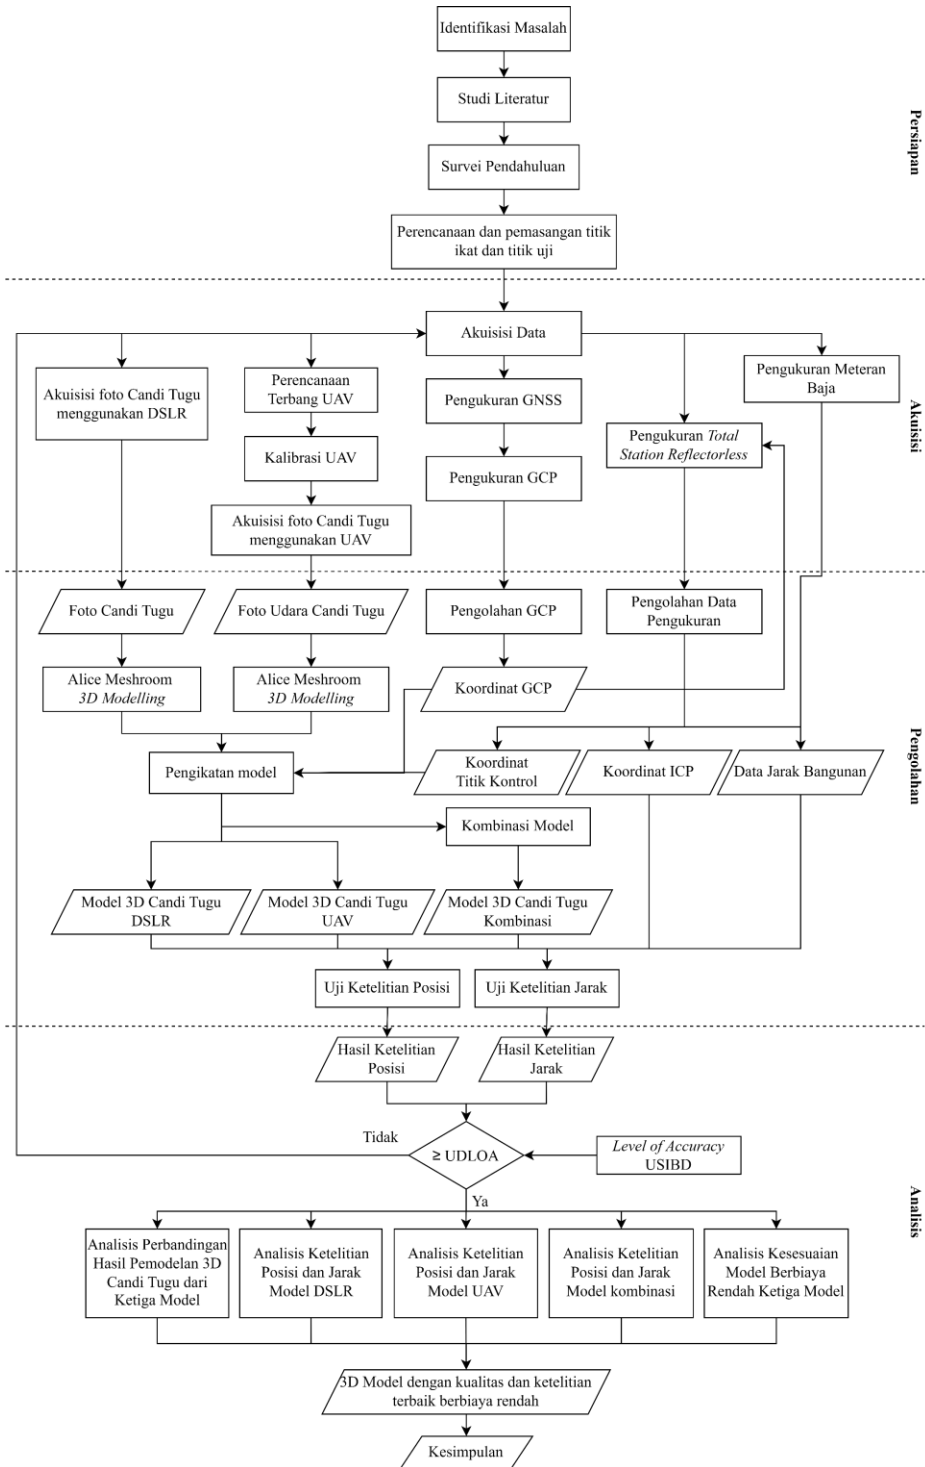 Identifikasi Masalah
Studi Literatur
Survei Pendahuluan
Perencanaan dan pemasangan titik
ikat dan titik uji
Persiapan
Akuisisi Data
Akuisisi foto Candi Tugu
menggunakan DSLR
Perencanaan
Terbang UAV
Kalibrasi UAV
Akuisisi foto Candi Tugu
menggunakan UAV
Pengukuran GNSS
Pengukuran GCP
Pengukuran Total
Station Reflectorless
Pengukuran Meteran
Baja
Akuisisi
Foto Candi Tugu
Foto Udara Candi Tugu
Pengolahan GCP
Pengolahan Data
Pengukuran
Alice Meshroom
3D Modelling
Alice Meshroom
3D Modelling
Koordinat GCP
Pengikatan model
Koordinat
Titik Kontrol
Koordinat ICP
Data Jarak Bangunan
Kombinasi Model
Model 3D Candi Tugu
DSLR
Model 3D Candi Tugu
UAV
Model 3D Candi Tugu
Kombinasi
Uji Ketelitian Posisi
Uji Ketelitian Jarak
Pengolahan
Hasil Ketelitian
Posisi
Hasil Ketelitian
Jarak
Tidak
≥ UDLOA
Level of Accuracy
USIBD
Ya
Analisis Perbandingan
Hasil Pemodelan 3D
Candi Tugu dari
Ketiga Model
Analisis Ketelitian
Posisi dan Jarak
Model DSLR
Analisis Ketelitian
Posisi dan Jarak
Model UAV
Analisis Ketelitian
Posisi dan Jarak
Model kombinasi
Analisis Kesesuaian
Model Berbiaya
Rendah Ketiga Model
Analisis
3D Model dengan kualitas dan ketelitian
terbaik berbiaya rendah
Kesimpulan